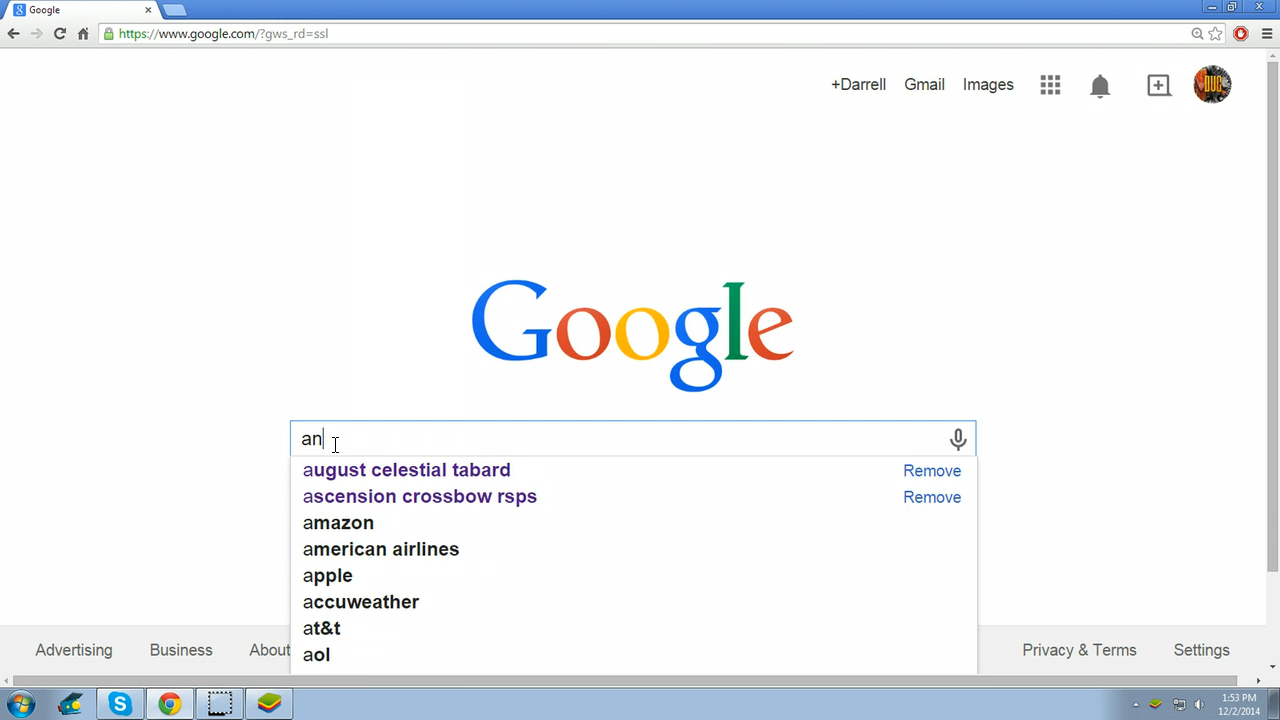 Google
https://www.google.com/?gws_rd=ssl
+Darrell Gmail Images
DUC
Google
an
august celestial tabard Remove
ascension crossbow rsps Remove
amazon
american airlines
apple
accuweather
at&t
aol
Advertising Business About Privacy & Terms Settings
1:53 PM
12/2/2014